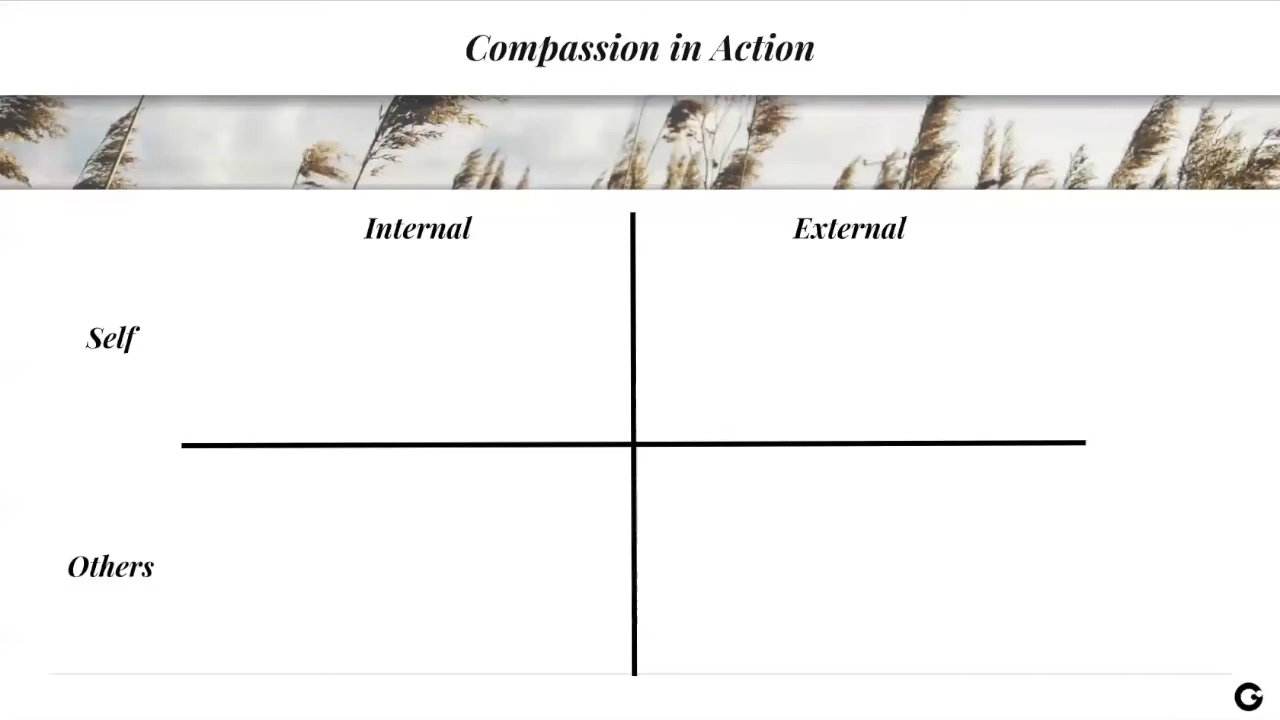 Compassion in Action
Internal
External
Self
Others